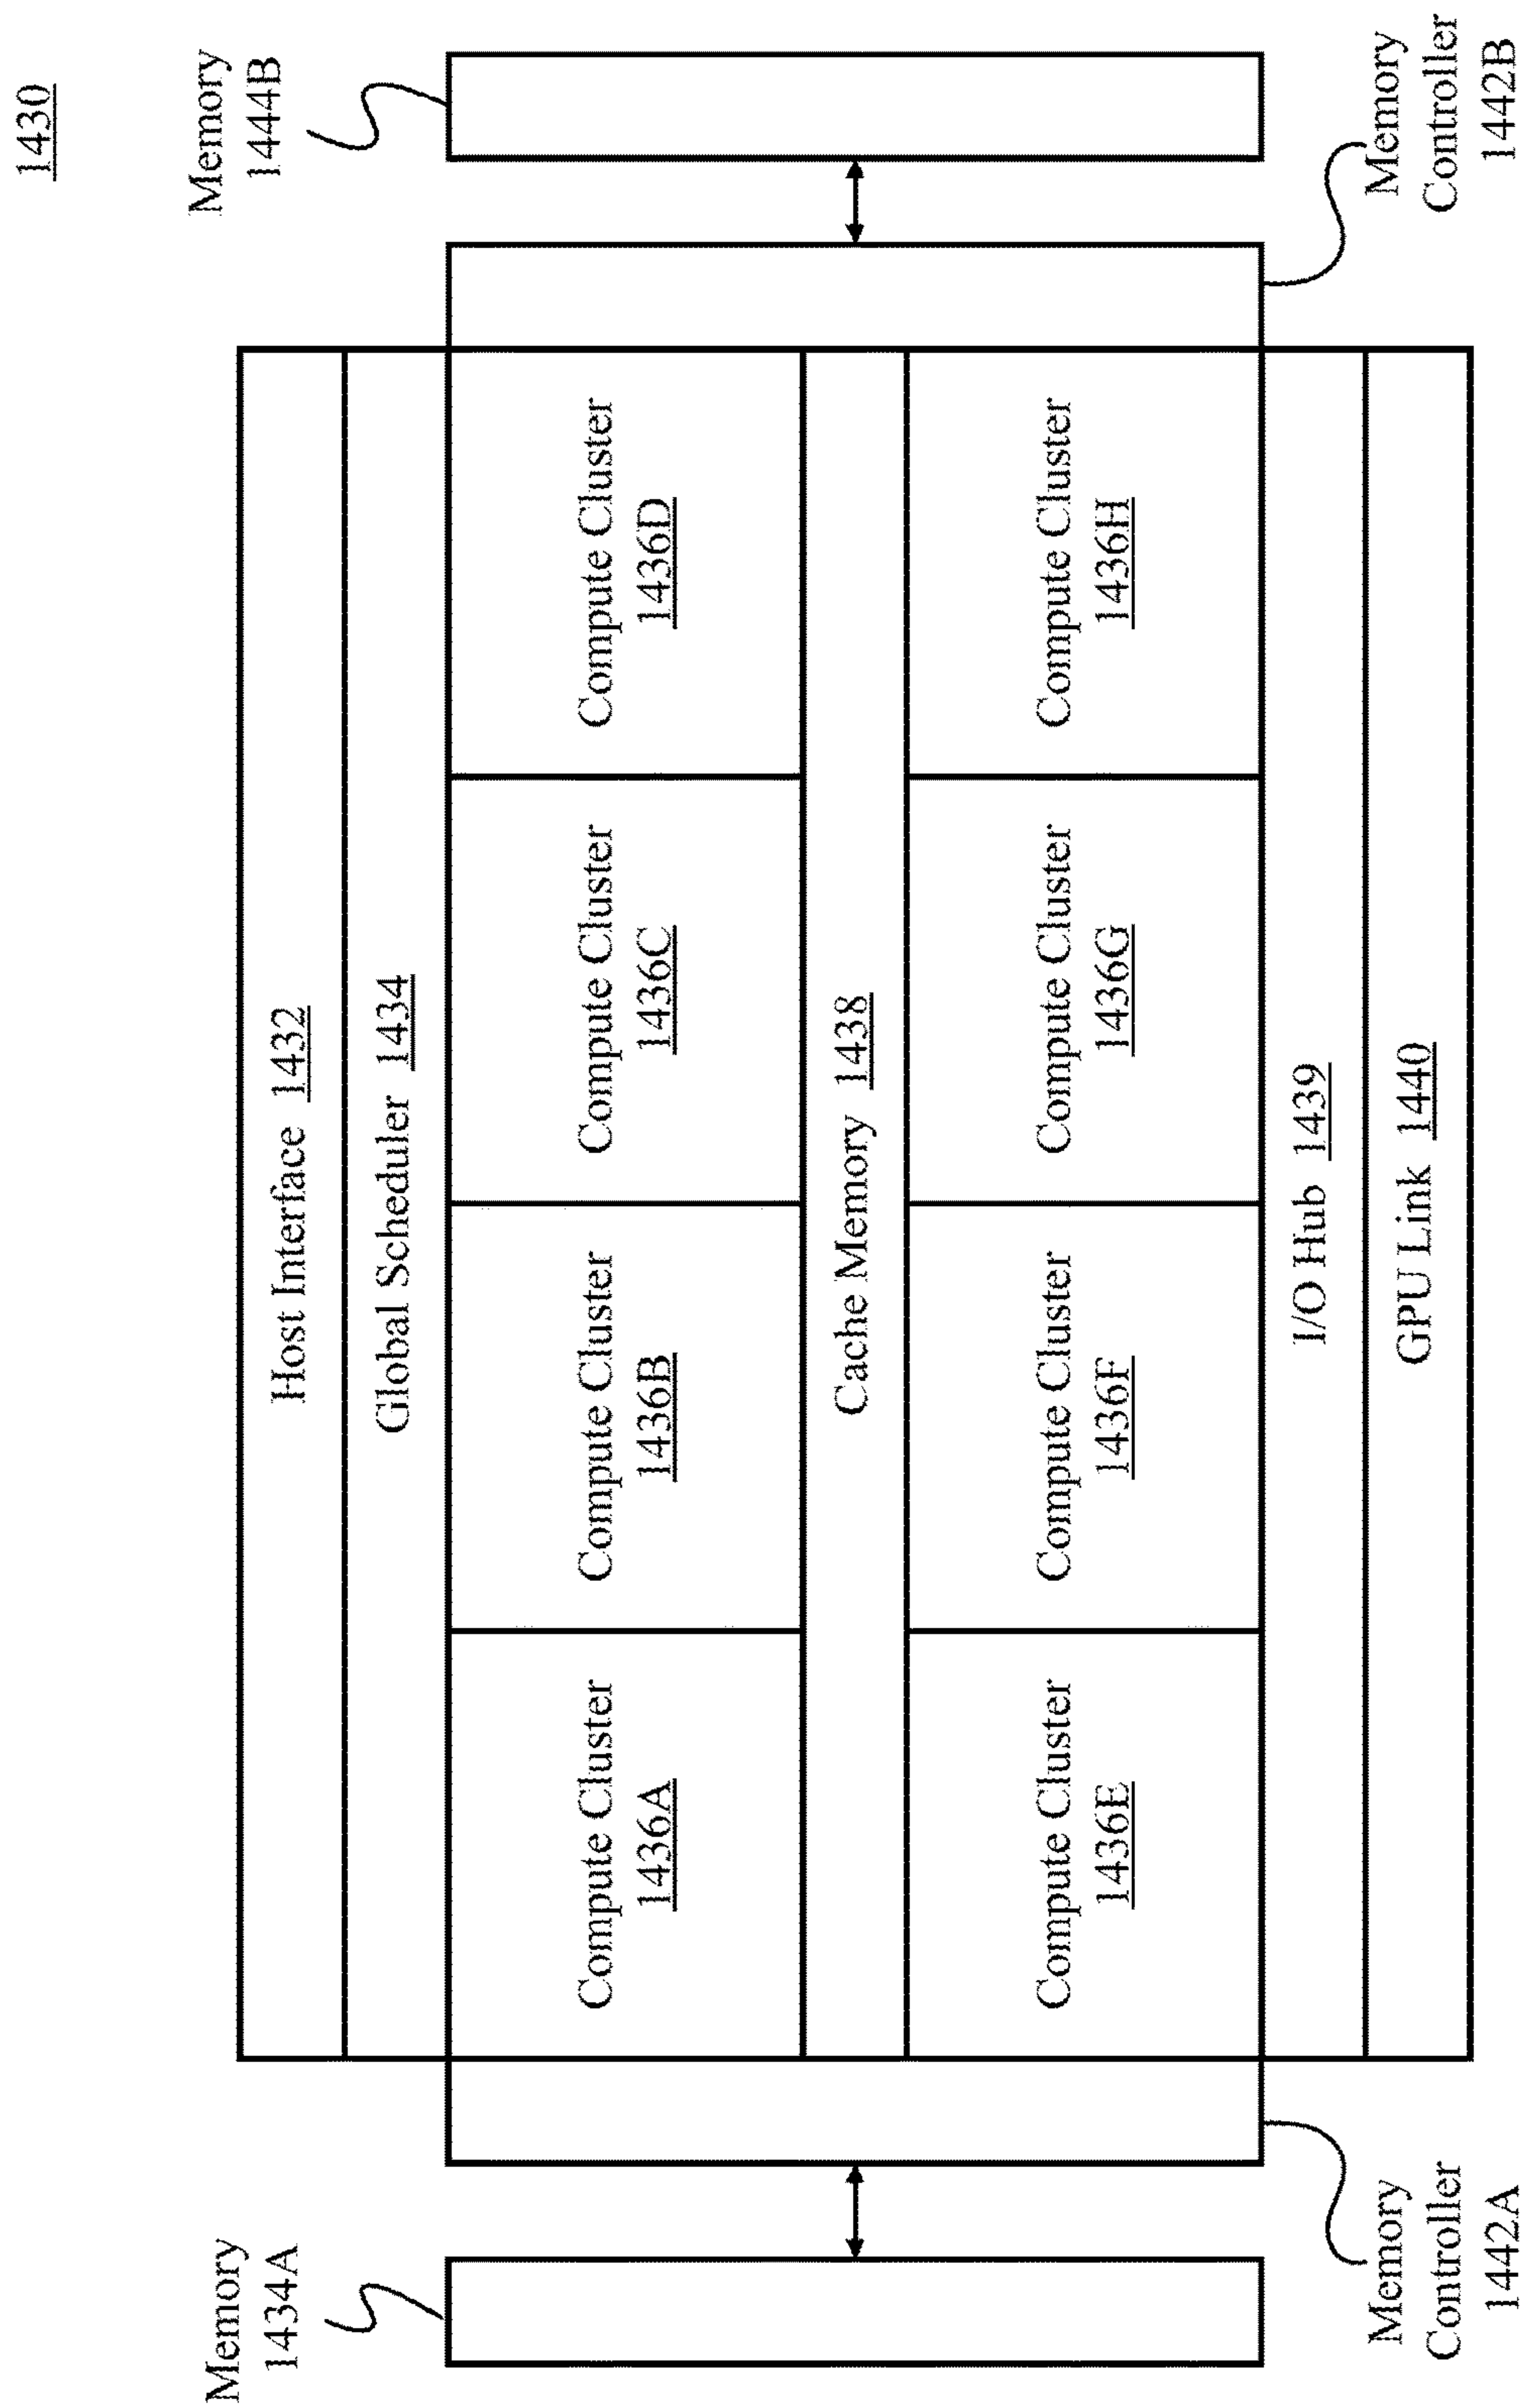 1430
Memory
1444B
Host Interface 1432
Global Scheduler 1434
Compute Cluster
1436A
Compute Cluster
1436B
Compute Cluster
1436C
Compute Cluster
1436D
Cache Memory 1438
Compute Cluster
1436E
Compute Cluster
1436F
Compute Cluster
1436G
Compute Cluster
1436H
I/O Hub 1439
GPU Link 1440
Memory
1434A
Memory
Controller
1442A
Memory
Controller
1442B